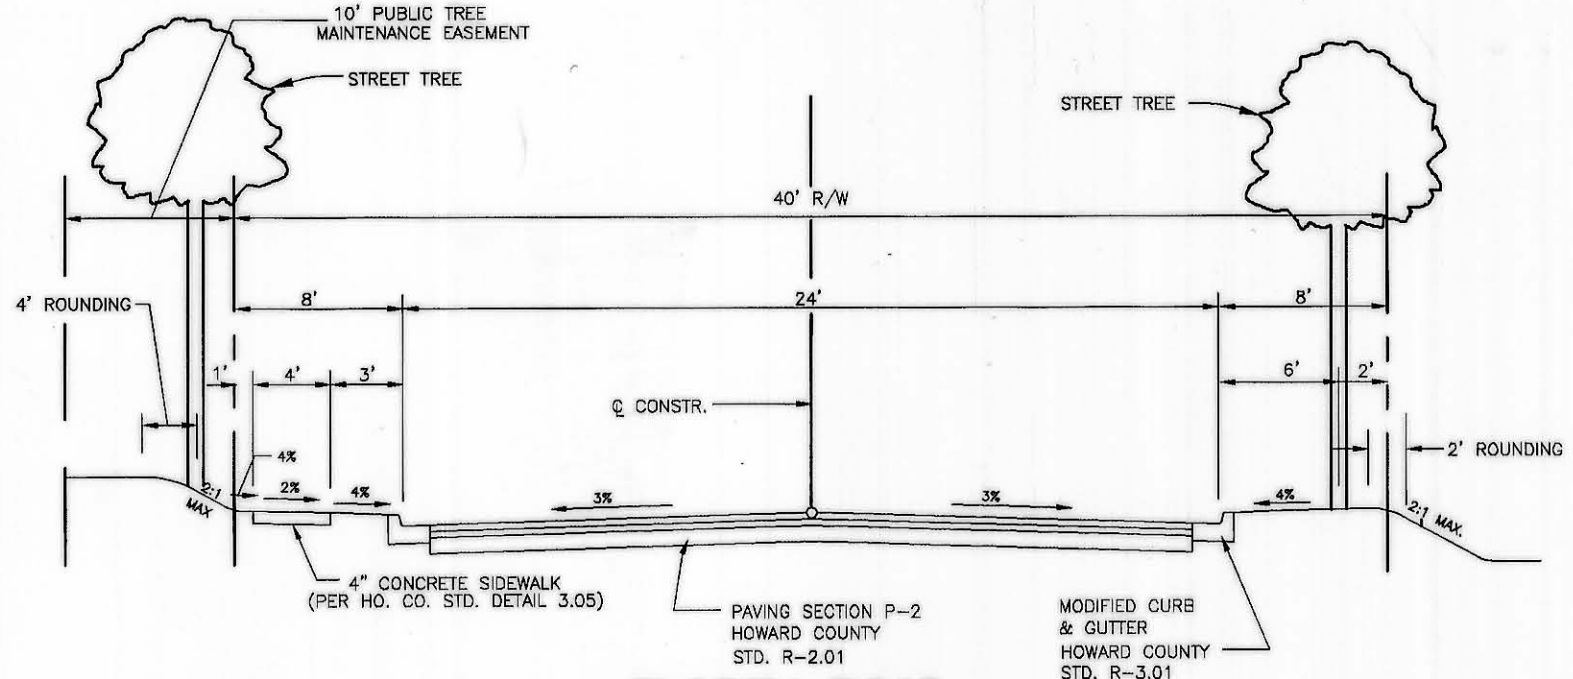 10' PUBLIC TREE
MAINTENANCE EASEMENT
STREET TREE
STREET TREE
40' R/W
4' ROUNDING
8'
24'
8'
1'
4'
3'
6'
2'
℄ CONSTR.
2' ROUNDING
4%
2:1
MAX
2%
4%
3%
3%
4%
2:1 MAX.
4" CONCRETE SIDEWALK
(PER HO. CO. STD. DETAIL 3.05)
PAVING SECTION P-2
HOWARD COUNTY
STD. R-2.01
MODIFIED CURB
& GUTTER
HOWARD COUNTY
STD. R-3.01